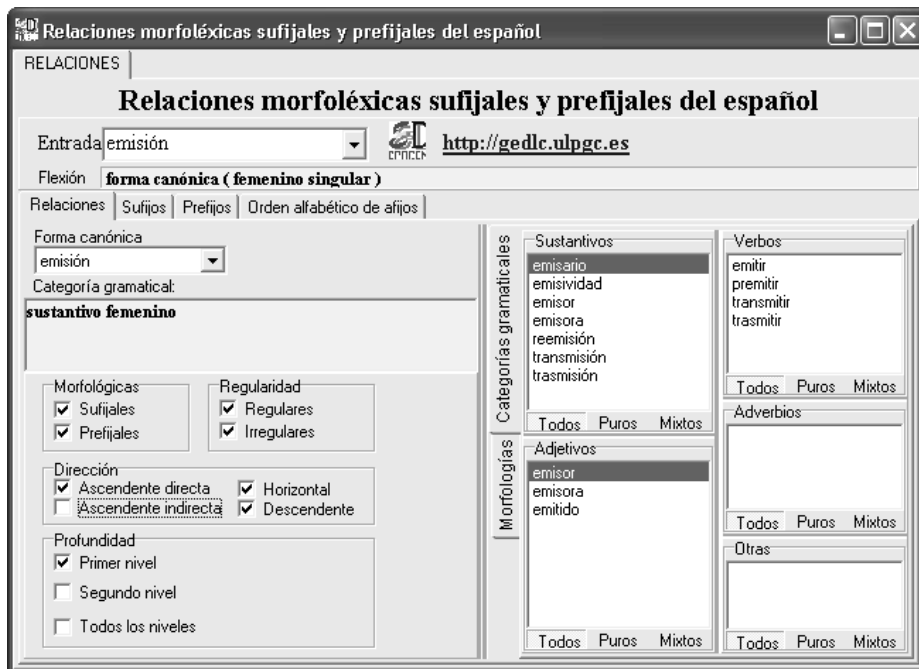 Relaciones morfoléxicas sufijales y prefijales del español
RELACIONES
Relaciones morfoléxicas sufijales y prefijales del español
Entrada emisión
http://gedlc.ulpgc.es
Flexión forma canónica ( femenino singular )
Relaciones Sufijos Prefijos Orden alfabético de afijos
Forma canónica
emisión
Categoría gramatical:
sustantivo femenino
Morfológicas
Sufijales
Prefijales
Regularidad
Regulares
Irregulares
Dirección
Ascendente directa Horizontal
Ascendente indirecta Descendente
Profundidad
Primer nivel
Segundo nivel
Todos los niveles
Categorías gramaticales
Morfologías
Sustantivos
emisario
emisividad
emisor
emisora
reemisión
transmisión
trasmisión
Todos Puros Mixtos
Adjetivos
emisor
emisora
emitido
Todos Puros Mixtos
Verbos
emitir
premitir
transmitir
trasmitir
Todos Puros Mixtos
Adverbios
Todos Puros Mixtos
Otras
Todos Puros Mixtos